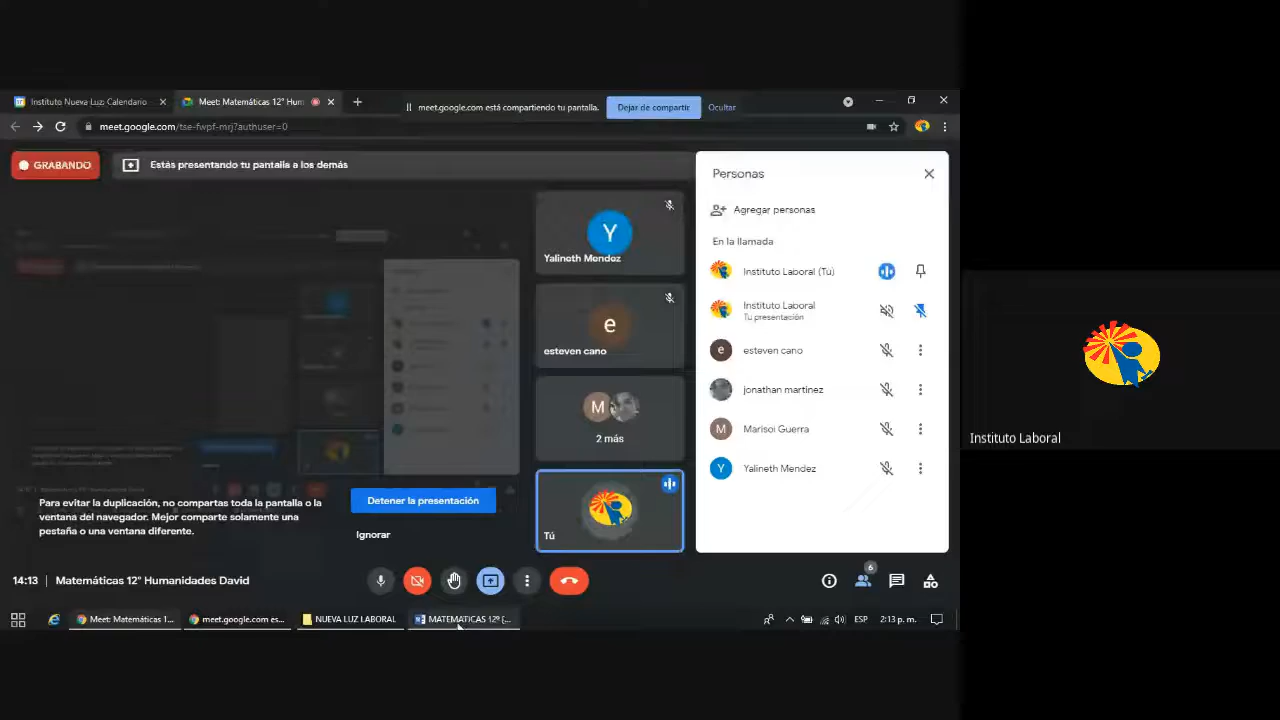 Instituto Nueva Luz: Calendario
Meet: Matemáticas 12° Hum
meet.google.com está compartiendo tu pantalla.
Dejar de compartir
Ocultar
meet.google.com/tse-fwpf-mrj?authuser=0
GRABANDO
Estás presentando tu pantalla a los demás
Personas
Agregar personas
En la llamada
Instituto Laboral (Tú)
Instituto Laboral
Tu presentación
esteven cano
jonathan martinez
Marisol Guerra
Yalineth Mendez
Y
Yalineth Mendez
e
esteven cano
M
2 más
Tú
e
M
Y
Para evitar la duplicación, no compartas toda la pantalla o la
ventana del navegador. Mejor comparte solamente una
pestaña o una ventana diferente.
Detener la presentación
Ignorar
14:13 | Matemáticas 12° Humanidades David
6
Meet: Matemáticas 1...
meet.google.com es...
NUEVA LUZ LABORAL
MATEMATICAS 12º (...
ESP
2:13 p. m.
Instituto Laboral